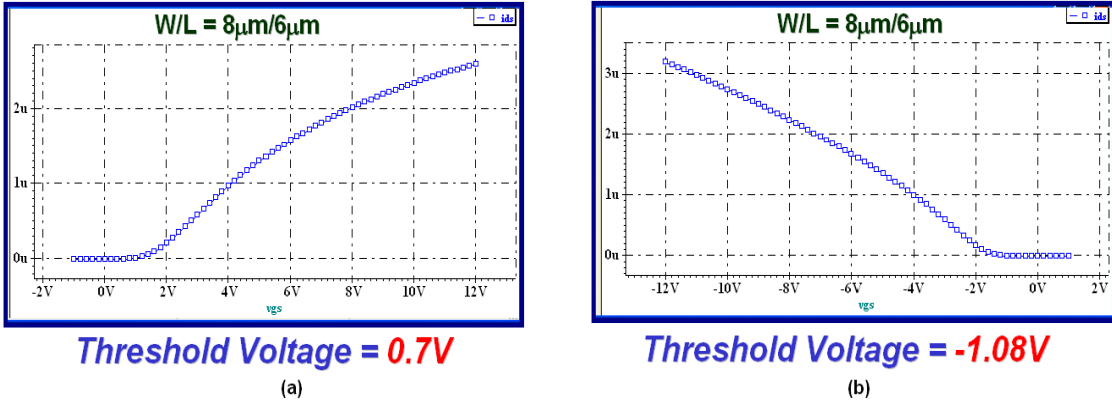 W/L = 8μm/6μm
ids
2u
1u
0u
-2V 0V 2V 4V 6V 8V 10V 12V
vgs
Threshold Voltage = 0.7V
(a)
W/L = 8μm/6μm
ids
3u
2u
1u
0u
-12V -10V -8V -6V -4V -2V 0V 2V
vgs
Threshold Voltage = -1.08V
(b)